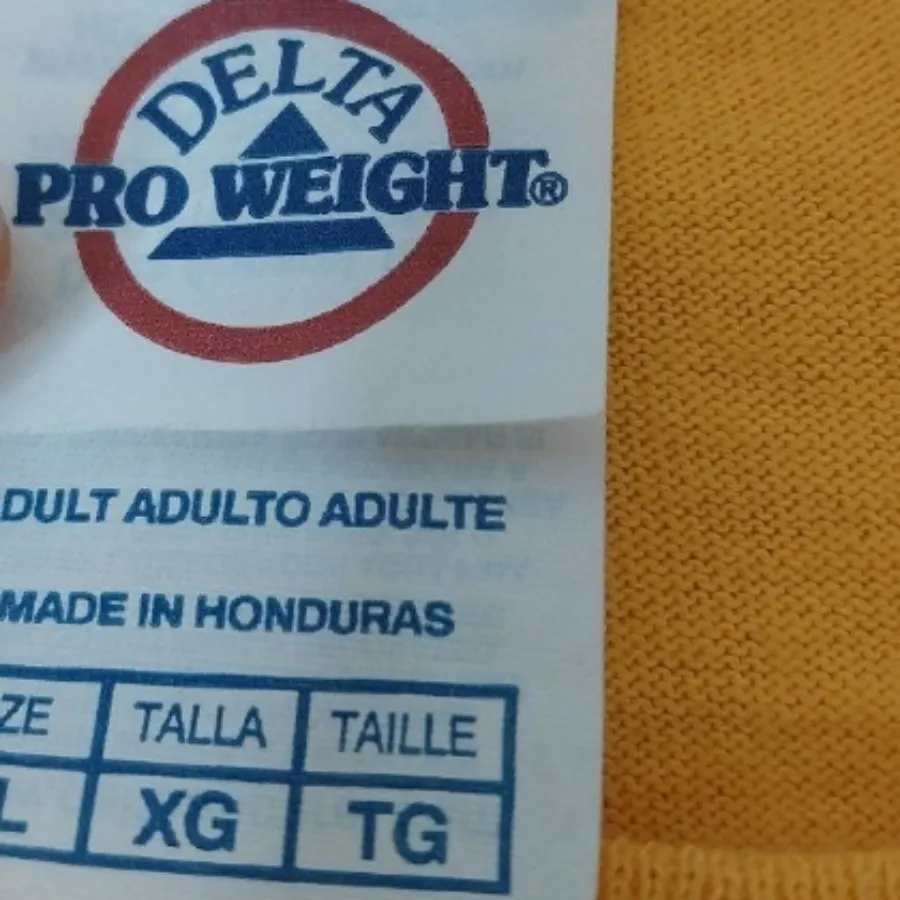 DELTA
PRO WEIGHT®
DULT ADULTO ADULTE
MADE IN HONDURAS
ZE TALLA TAILLE
L XG TG